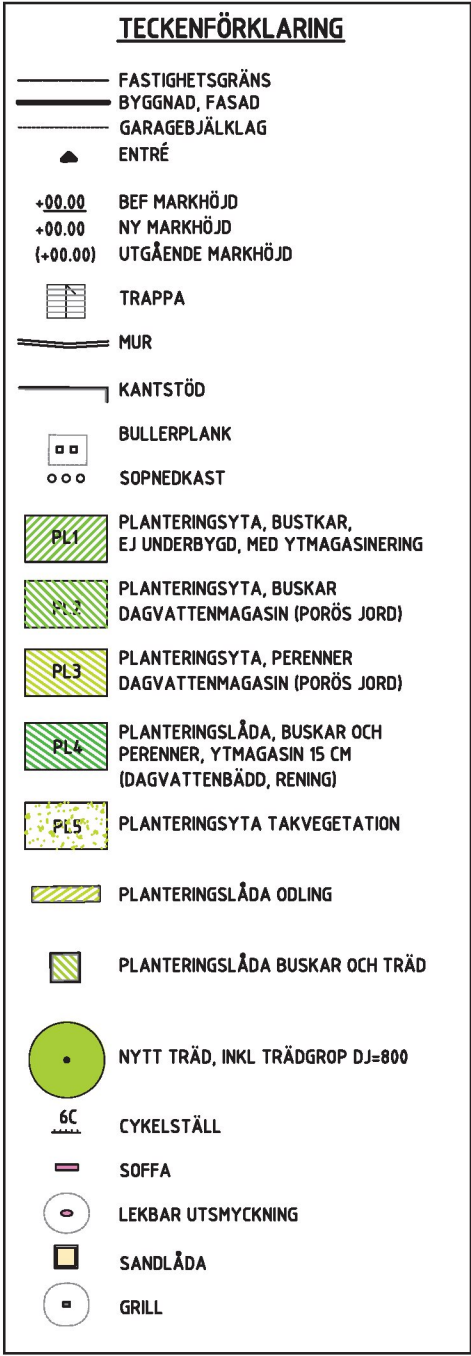 TECKENFÖRKLARING
FASTIGHETSGRÄNS
BYGGNAD, FASAD
GARAGEBJÄLKLAG
ENTRÉ
+00.00 BEF MARKHÖJD
+00.00 NY MARKHÖJD
(+00.00) UTGÅENDE MARKHÖJD
TRAPPA
MUR
KANTSTÖD
BULLERPLANK
SOPNEDKAST
PL1 PLANTERINGSYTA, BUSTKAR,
EJ UNDERBYGD, MED YTMAGASINERING
PL2 PLANTERINGSYTA, BUSKAR
DAGVATTENMAGASIN (PORÖS JORD)
PL3 PLANTERINGSYTA, PERENNER
DAGVATTENMAGASIN (PORÖS JORD)
PL4 PLANTERINGSLÅDA, BUSKAR OCH
PERENNER, YTMAGASIN 15 CM
(DAGVATTENBÄDD, RENING)
PL5 PLANTERINGSYTA TAKVEGETATION
PLANTERINGSLÅDA ODLING
PLANTERINGSLÅDA BUSKAR OCH TRÄD
NYTT TRÄD, INKL TRÄDGROP DJ=800
6C CYKELSTÄLL
SOFFA
LEKBAR UTSMYCKNING
SANDLÅDA
GRILL